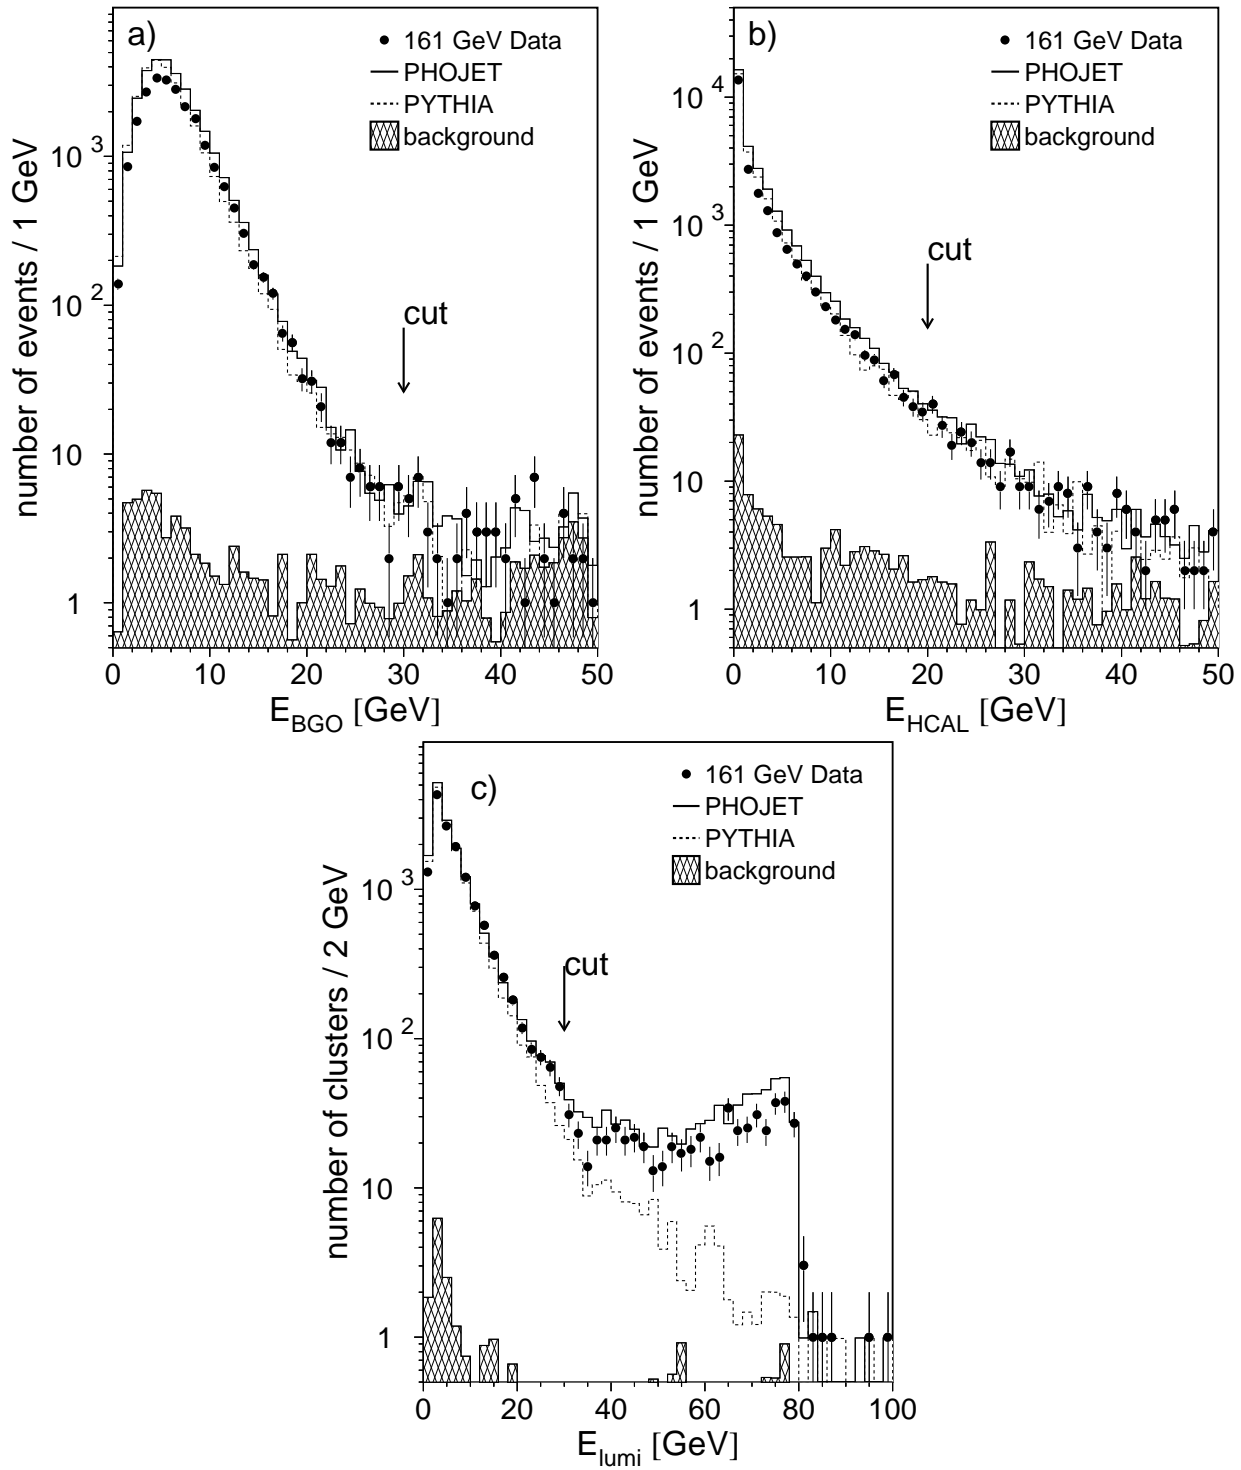 a)
161 GeV Data
PHOJET
PYTHIA
background
cut
number of events / 1 GeV
10 3
10 2
10
1
0 10 20 30 40 50
E_BGO [GeV]
b)
161 GeV Data
PHOJET
PYTHIA
background
cut
number of events / 1 GeV
10 4
10 3
10 2
10
1
0 10 20 30 40 50
E_HCAL [GeV]
c)
161 GeV Data
PHOJET
PYTHIA
background
cut
number of clusters / 2 GeV
10 3
10 2
10
1
0 20 40 60 80 100
E_lumi [GeV]